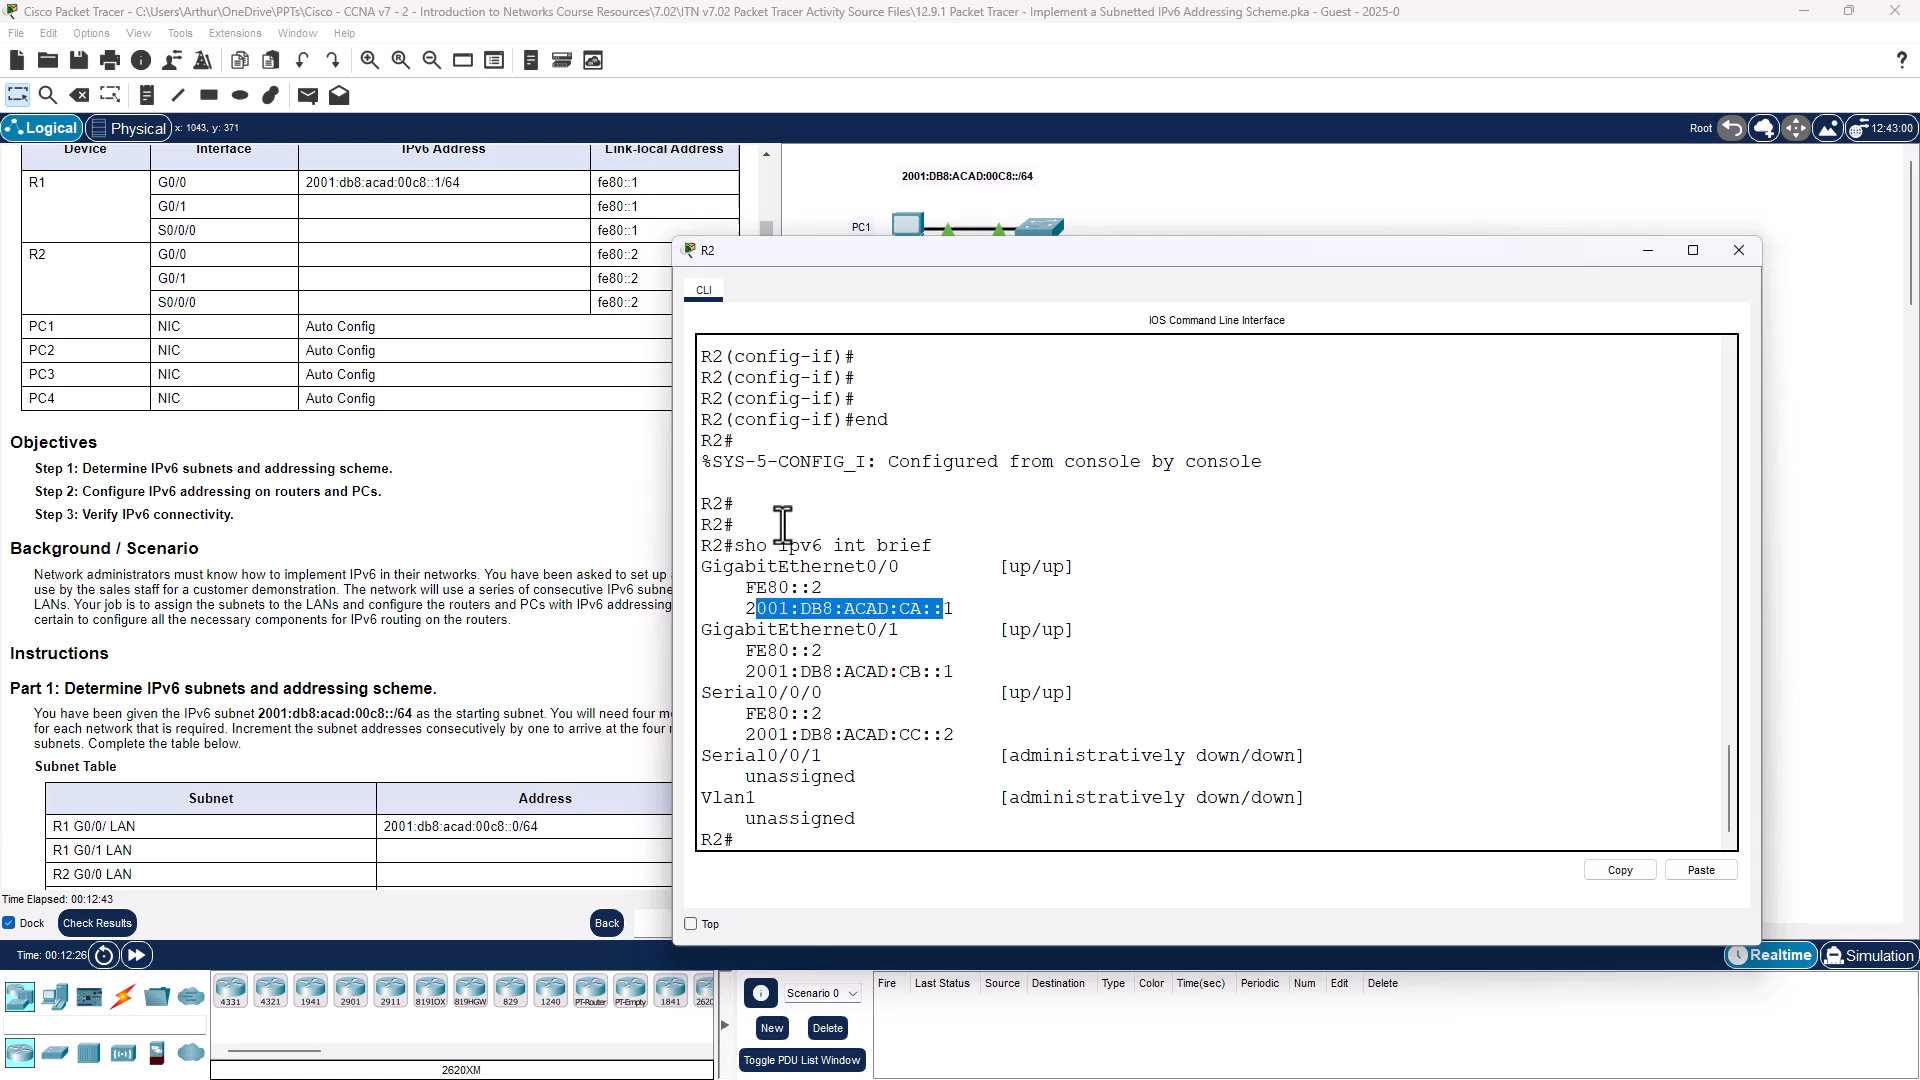 Cisco Packet Tracer - C:\Users\Arthur\OneDrive\PPTs\Cisco - CCNA v7 - 2 - Introduction to Networks Course Resources\7.02\ITN v7.02 Packet Tracer Activity Source Files\12.9.1 Packet Tracer - Implement a Subnetted IPv6 Addressing Scheme.pka - Guest - 2025-0
File Edit Options View Tools Extensions Window Help
Logical Physical x: 1043, y: 371 Root 12:43:00
Device Interface IPv6 Address Link-local Address
R1 G0/0 2001:db8:acad:00c8::1/64 fe80::1
G0/1 fe80::1
S0/0/0 fe80::1
R2 G0/0 fe80::2
G0/1 fe80::2
S0/0/0 fe80::2
PC1 NIC Auto Config
PC2 NIC Auto Config
PC3 NIC Auto Config
PC4 NIC Auto Config
Objectives
Step 1: Determine IPv6 subnets and addressing scheme.
Step 2: Configure IPv6 addressing on routers and PCs.
Step 3: Verify IPv6 connectivity.
Background / Scenario
Network administrators must know how to implement IPv6 in their networks. You have been asked to set up
use by the sales staff for a customer demonstration. The network will use a series of consecutive IPv6 subne
LANs. Your job is to assign the subnets to the LANs and configure the routers and PCs with IPv6 addressing
certain to configure all the necessary components for IPv6 routing on the routers.
Instructions
Part 1: Determine IPv6 subnets and addressing scheme.
You have been given the IPv6 subnet 2001:db8:acad:00c8::/64 as the starting subnet. You will need four m
for each network that is required. Increment the subnet addresses consecutively by one to arrive at the four
subnets. Complete the table below.
Subnet Table
Subnet Address
R1 G0/0/ LAN 2001:db8:acad:00c8::0/64
R1 G0/1 LAN
R2 G0/0 LAN
Time Elapsed: 00:12:43
Dock Check Results Back
2001:DB8:ACAD:00C8::/64
PC1
R2
CLI
IOS Command Line Interface
R2(config-if)#
R2(config-if)#
R2(config-if)#
R2(config-if)#end
R2#
%SYS-5-CONFIG_I: Configured from console by console
R2#
R2#
R2#sho ipv6 int brief
GigabitEthernet0/0 [up/up]
FE80::2
2001:DB8:ACAD:CA::1
GigabitEthernet0/1 [up/up]
FE80::2
2001:DB8:ACAD:CB::1
Serial0/0/0 [up/up]
FE80::2
2001:DB8:ACAD:CC::2
Serial0/0/1 [administratively down/down]
unassigned
Vlan1 [administratively down/down]
unassigned
R2#
Copy Paste
Top
Time: 00:12:26 Realtime Simulation
4331 4321 1941 2901 2911 819IOX 819HGW 829 1240 PT-Router PT-Empty 1841 2620
2620XM
Scenario 0
New Delete
Toggle PDU List Window
Fire Last Status Source Destination Type Color Time(sec) Periodic Num Edit Delete